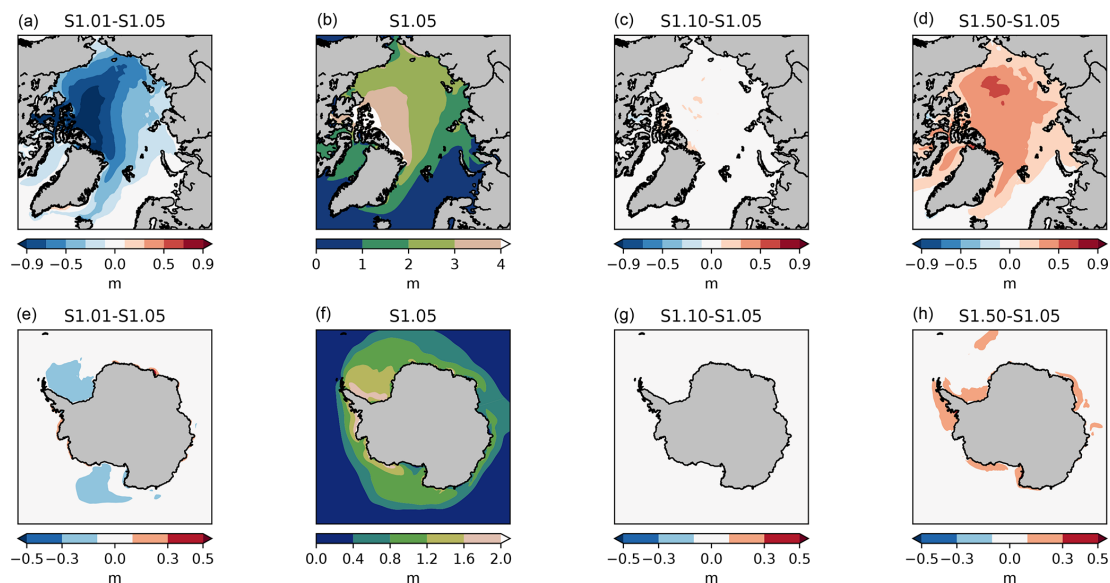 (a) S1.01-S1.05
(b) S1.05
(c) S1.10-S1.05
(d) S1.50-S1.05
−0.9 −0.5 0.0 0.5 0.9
m
0 1 2 3 4
m
−0.9 −0.5 0.0 0.5 0.9
m
−0.9 −0.5 0.0 0.5 0.9
m
(e) S1.01-S1.05
(f) S1.05
(g) S1.10-S1.05
(h) S1.50-S1.05
−0.5 −0.3 0.0 0.3 0.5
m
0.0 0.4 0.8 1.2 1.6 2.0
m
−0.5 −0.3 0.0 0.3 0.5
m
−0.5 −0.3 0.0 0.3 0.5
m